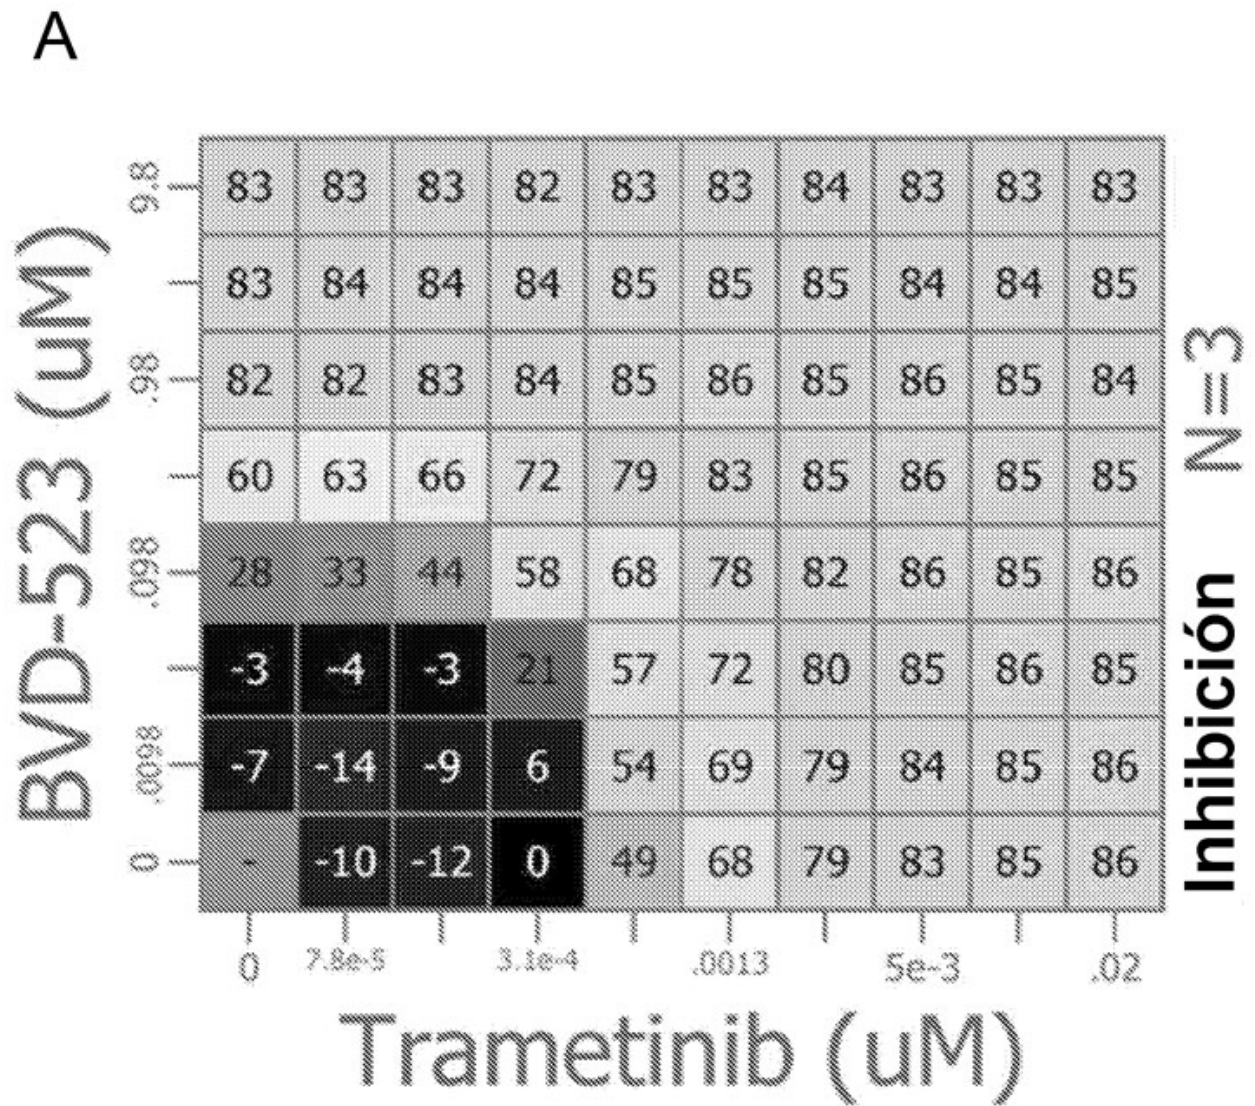 A
BVD-523 (uM)
9.8
.98
.098
.0098
0
83 83 83 82 83 83 84 83 83 83
83 84 84 84 85 85 85 84 84 85
82 82 83 84 85 86 85 86 85 84
60 63 66 72 79 83 85 86 85 85
28 33 44 58 68 78 82 86 85 86
-3 -4 -3 21 57 72 80 85 86 85
-7 -14 -9 6 54 69 79 84 85 86
- -10 -12 0 49 68 79 83 85 86
0 7.8e-5 3.1e-4 .0013 5e-3 .02
Trametinib (uM)
Inhibición N=3